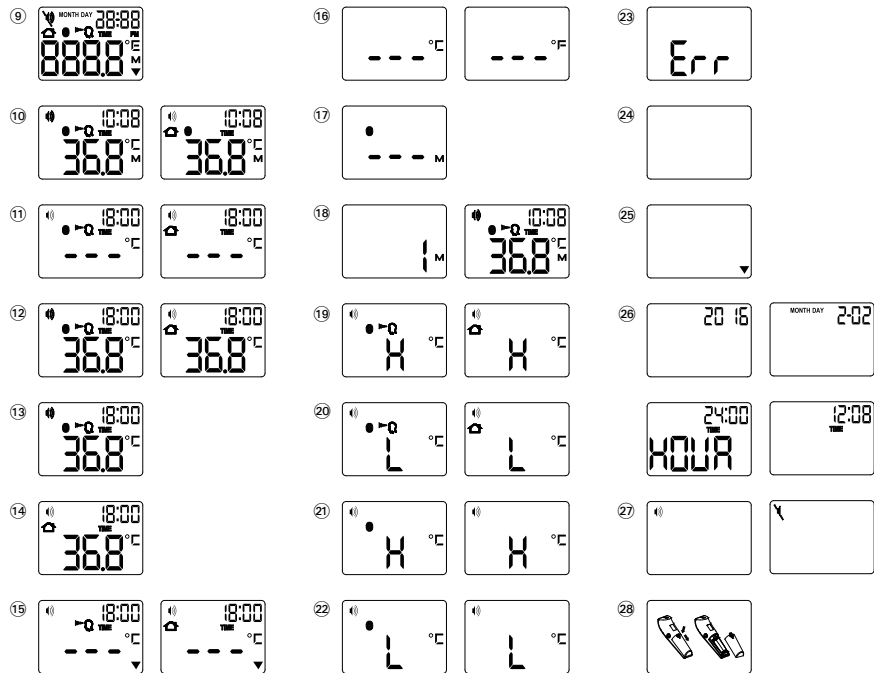 9
MONTH DAY 28:88
TIME PM
888.8 °E
M
10
10:08
TIME
36.8 °C
M
10:08
TIME
36.8 °C
M
11
18:00
TIME
--- °C
18:00
TIME
--- °C
12
18:00
TIME
36.8 °C
18:00
TIME
36.8 °C
13
18:00
TIME
36.8 °C
14
18:00
TIME
36.8 °C
15
18:00
TIME
--- °C
18:00
TIME
--- °C
16
--- °C
--- °F
17
--- M
18
1 M
10:08
TIME
36.8 °C
M
19
H °C
H °C
20
L °C
L °C
21
H °C
H °C
22
L °C
L °C
23
Err
24
25
26
2016
MONTH DAY 2-02
24:00
TIME
HOUR
12:08
TIME
27
28